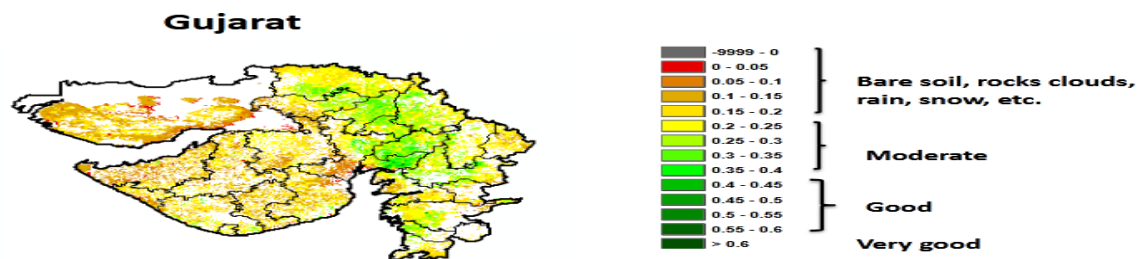 Gujarat
-9999 - 0
0 - 0.05
0.05 - 0.1
0.1 - 0.15
0.15 - 0.2
0.2 - 0.25
0.25 - 0.3
0.3 - 0.35
0.35 - 0.4
0.4 - 0.45
0.45 - 0.5
0.5 - 0.55
0.55 - 0.6
> 0.6
Bare soil, rocks clouds,
rain, snow, etc.
Moderate
Good
Very good